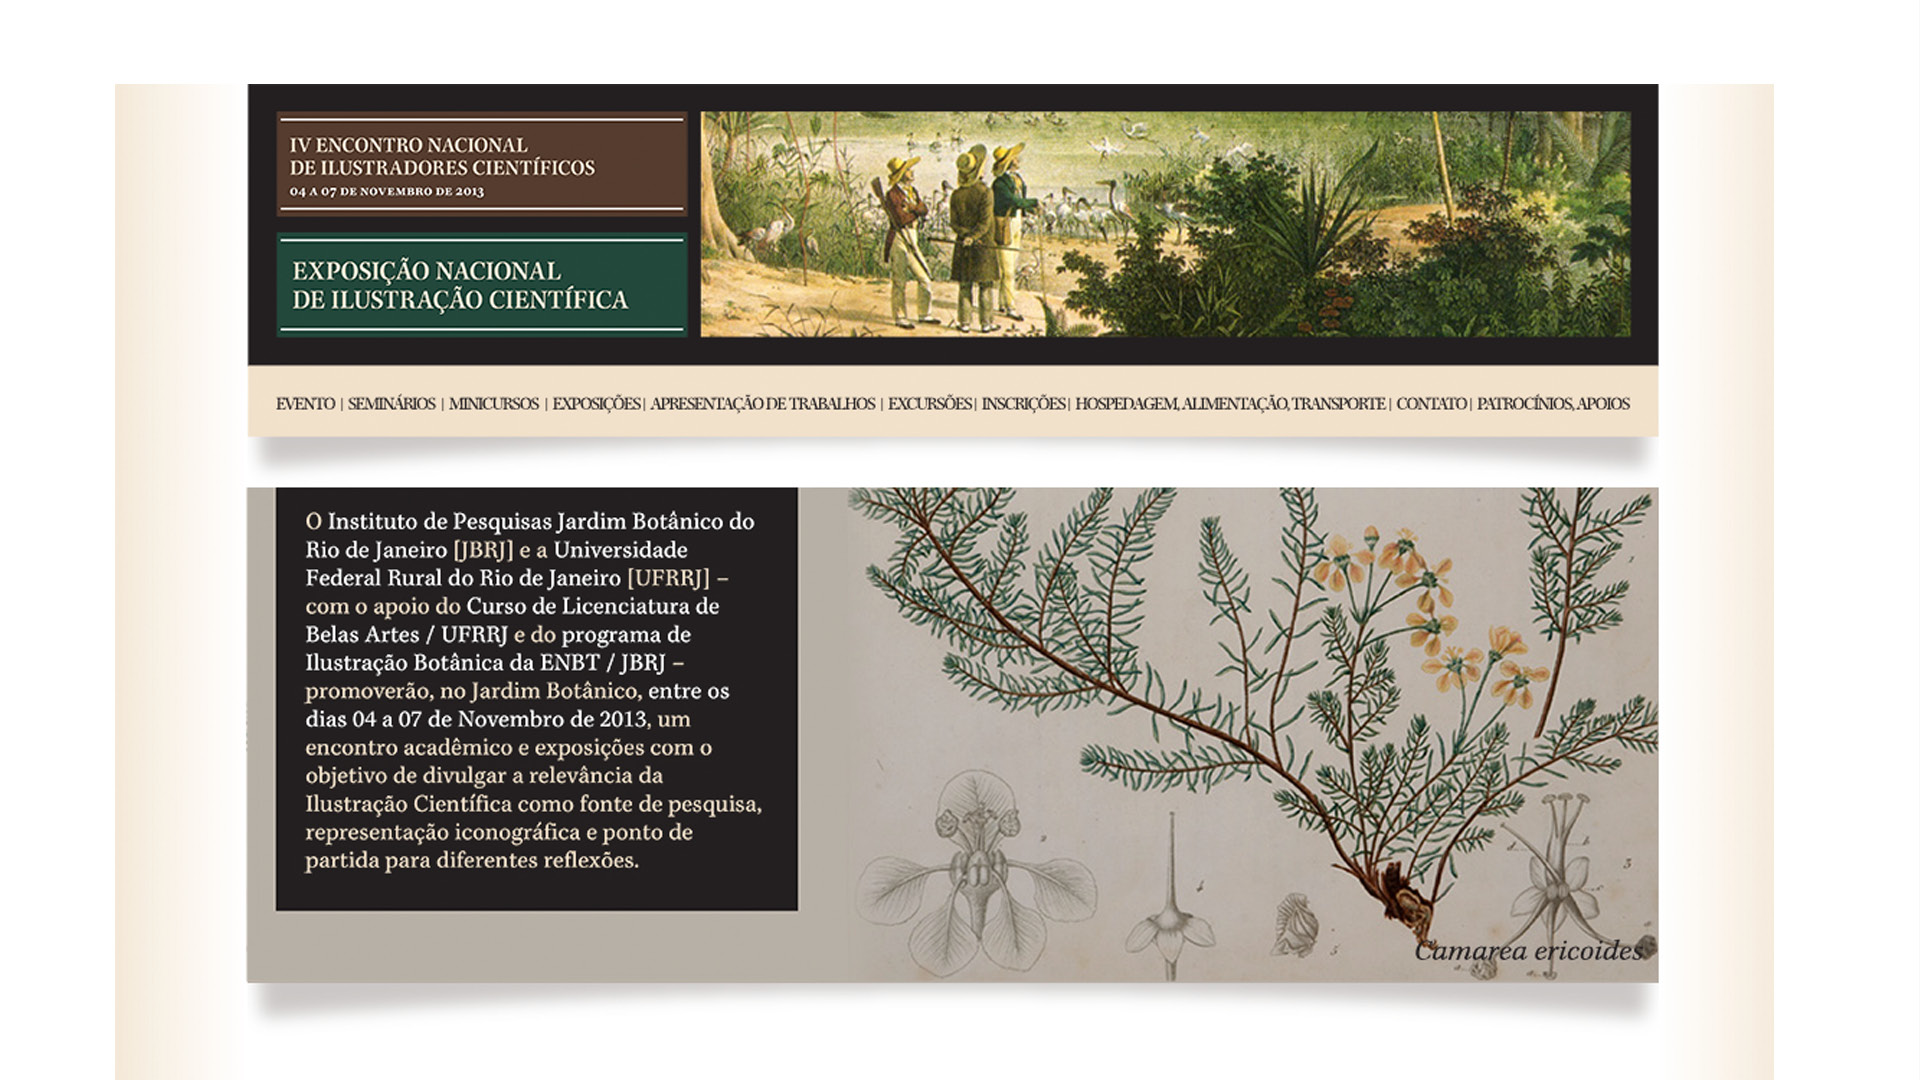 IV ENCONTRO NACIONAL
DE ILUSTRADORES CIENTÍFICOS
04 A 07 DE NOVEMBRO DE 2013
EXPOSIÇÃO NACIONAL
DE ILUSTRAÇÃO CIENTÍFICA
EVENTO | SEMINÁRIOS | MINICURSOS | EXPOSIÇÕES | APRESENTAÇÃO DE TRABALHOS | EXCURSÕES | INSCRIÇÕES | HOSPEDAGEM, ALIMENTAÇÃO, TRANSPORTE | CONTATO | PATROCÍNIOS, APOIOS
O Instituto de Pesquisas Jardim Botânico do
Rio de Janeiro [JBRJ] e a Universidade
Federal Rural do Rio de Janeiro [UFRRJ] –
com o apoio do Curso de Licenciatura de
Belas Artes / UFRRJ e do programa de
Ilustração Botânica da ENBT / JBRJ –
promoverão, no Jardim Botânico, entre os
dias 04 a 07 de Novembro de 2013, um
encontro acadêmico e exposições com o
objetivo de divulgar a relevância da
Ilustração Científica como fonte de pesquisa,
representação iconográfica e ponto de
partida para diferentes reflexões.
Camarea ericoides